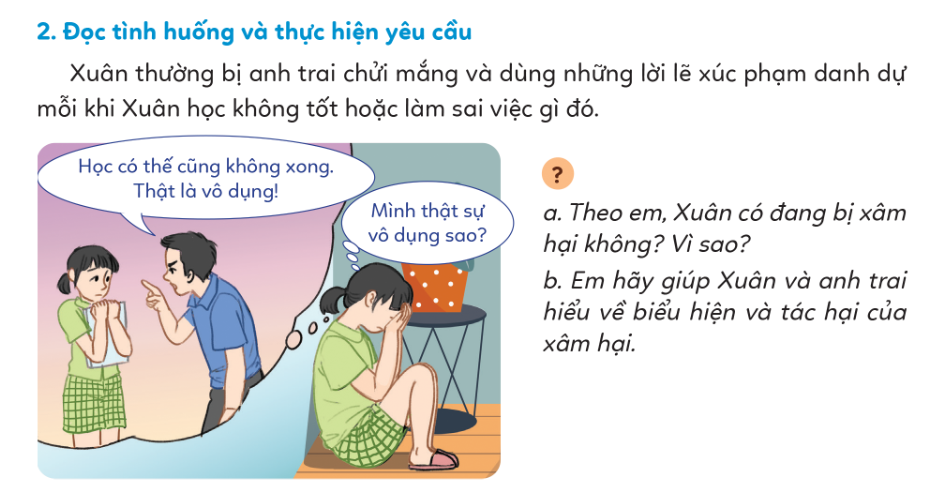 2. Đọc tình huống và thực hiện yêu cầu
Xuân thường bị anh trai chửi mắng và dùng những lời lẽ xúc phạm danh dự
mỗi khi Xuân học không tốt hoặc làm sai việc gì đó.
Học có thế cũng không xong.
Thật là vô dụng!
Mình thật sự
vô dụng sao?
?
a. Theo em, Xuân có đang bị xâm
hại không? Vì sao?
b. Em hãy giúp Xuân và anh trai
hiểu về biểu hiện và tác hại của
xâm hại.